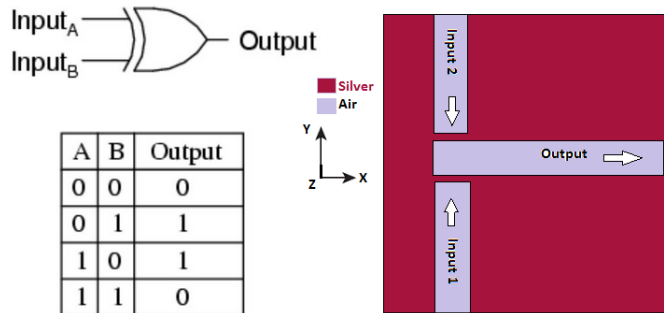 Input_A
Input_B
Output
A B Output
0 0 0
0 1 1
1 0 1
1 1 0
Silver
Air
Y
Z X
Input 2
Output
Input 1